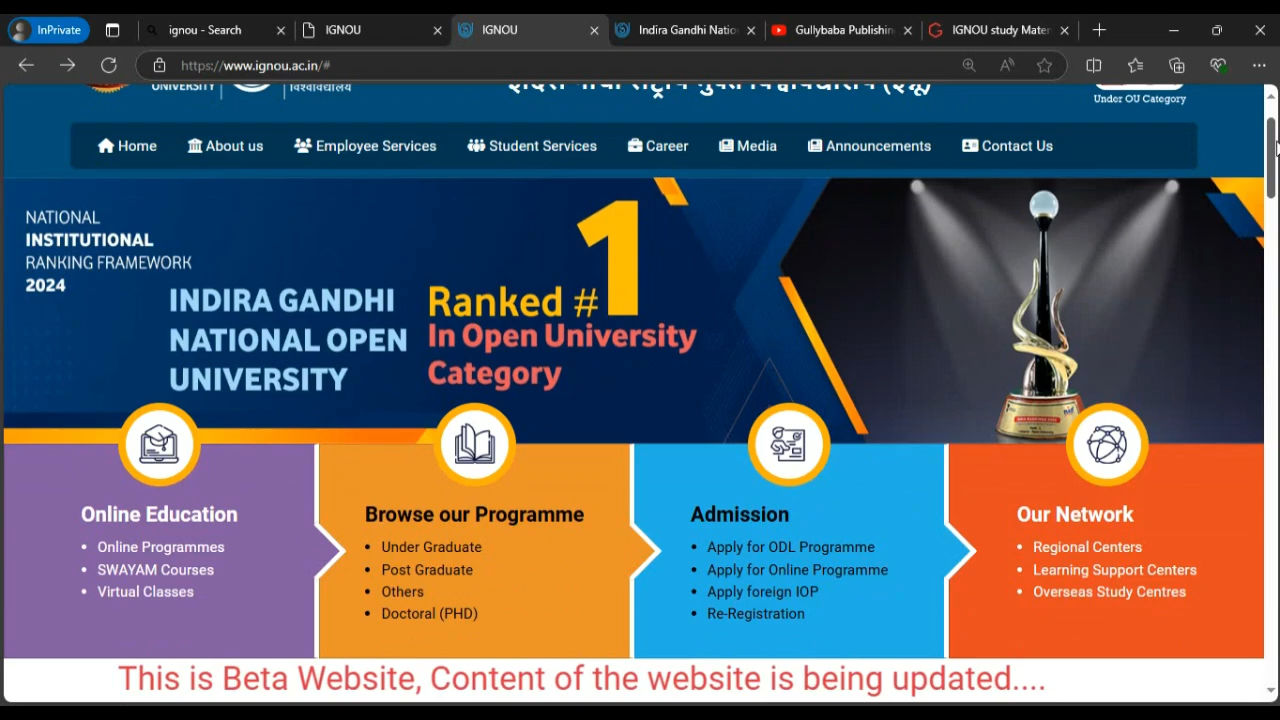 InPrivate
ignou - Search
IGNOU
IGNOU
Indira Gandhi Natio
Gullybaba Publishin
IGNOU study Mater
https://www.ignou.ac.in/#
UNIVERSITY
विश्वविद्यालय
इंदिरा गांधी राष्ट्रीय मुक्त विश्वविद्यालय (इग्नू)
Under OU Category
Home
About us
Employee Services
Student Services
Career
Media
Announcements
Contact Us
NATIONAL
INSTITUTIONAL
RANKING FRAMEWORK
2024
INDIRA GANDHI
NATIONAL OPEN
UNIVERSITY
Ranked #1
In Open University
Category
Online Education
• Online Programmes
• SWAYAM Courses
• Virtual Classes
Browse our Programme
• Under Graduate
• Post Graduate
• Others
• Doctoral (PHD)
Admission
• Apply for ODL Programme
• Apply for Online Programme
• Apply foreign IOP
• Re-Registration
Our Network
• Regional Centers
• Learning Support Centers
• Overseas Study Centres
This is Beta Website, Content of the website is being updated....